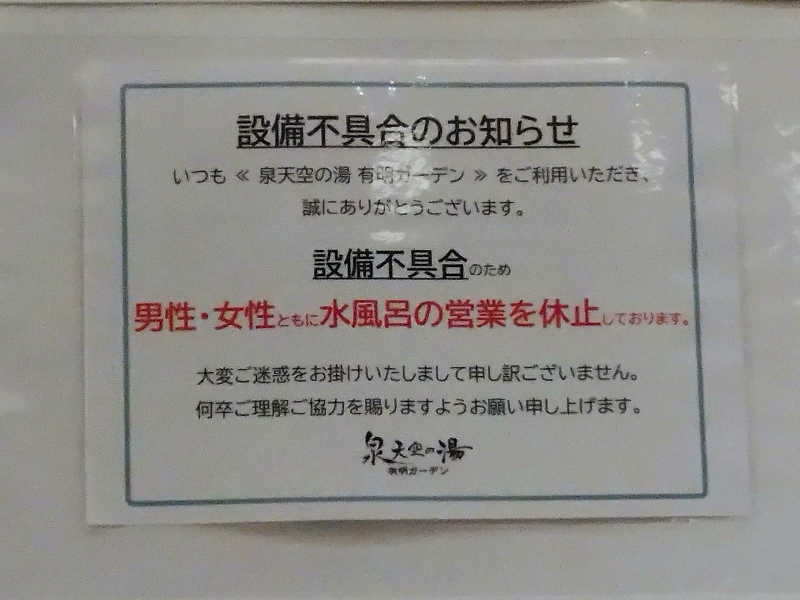 設備不具合のお知らせ
いつも ≪ 泉天空の湯 有明ガーデン ≫ をご利用いただき、
誠にありがとうございます。
設備不具合のため
男性・女性ともに水風呂の営業を休止しております。
大変ご迷惑をお掛けいたしまして申し訳ございません。
何卒ご理解ご協力を賜りますようお願い申し上げます。
泉天空の湯
有明ガーデン